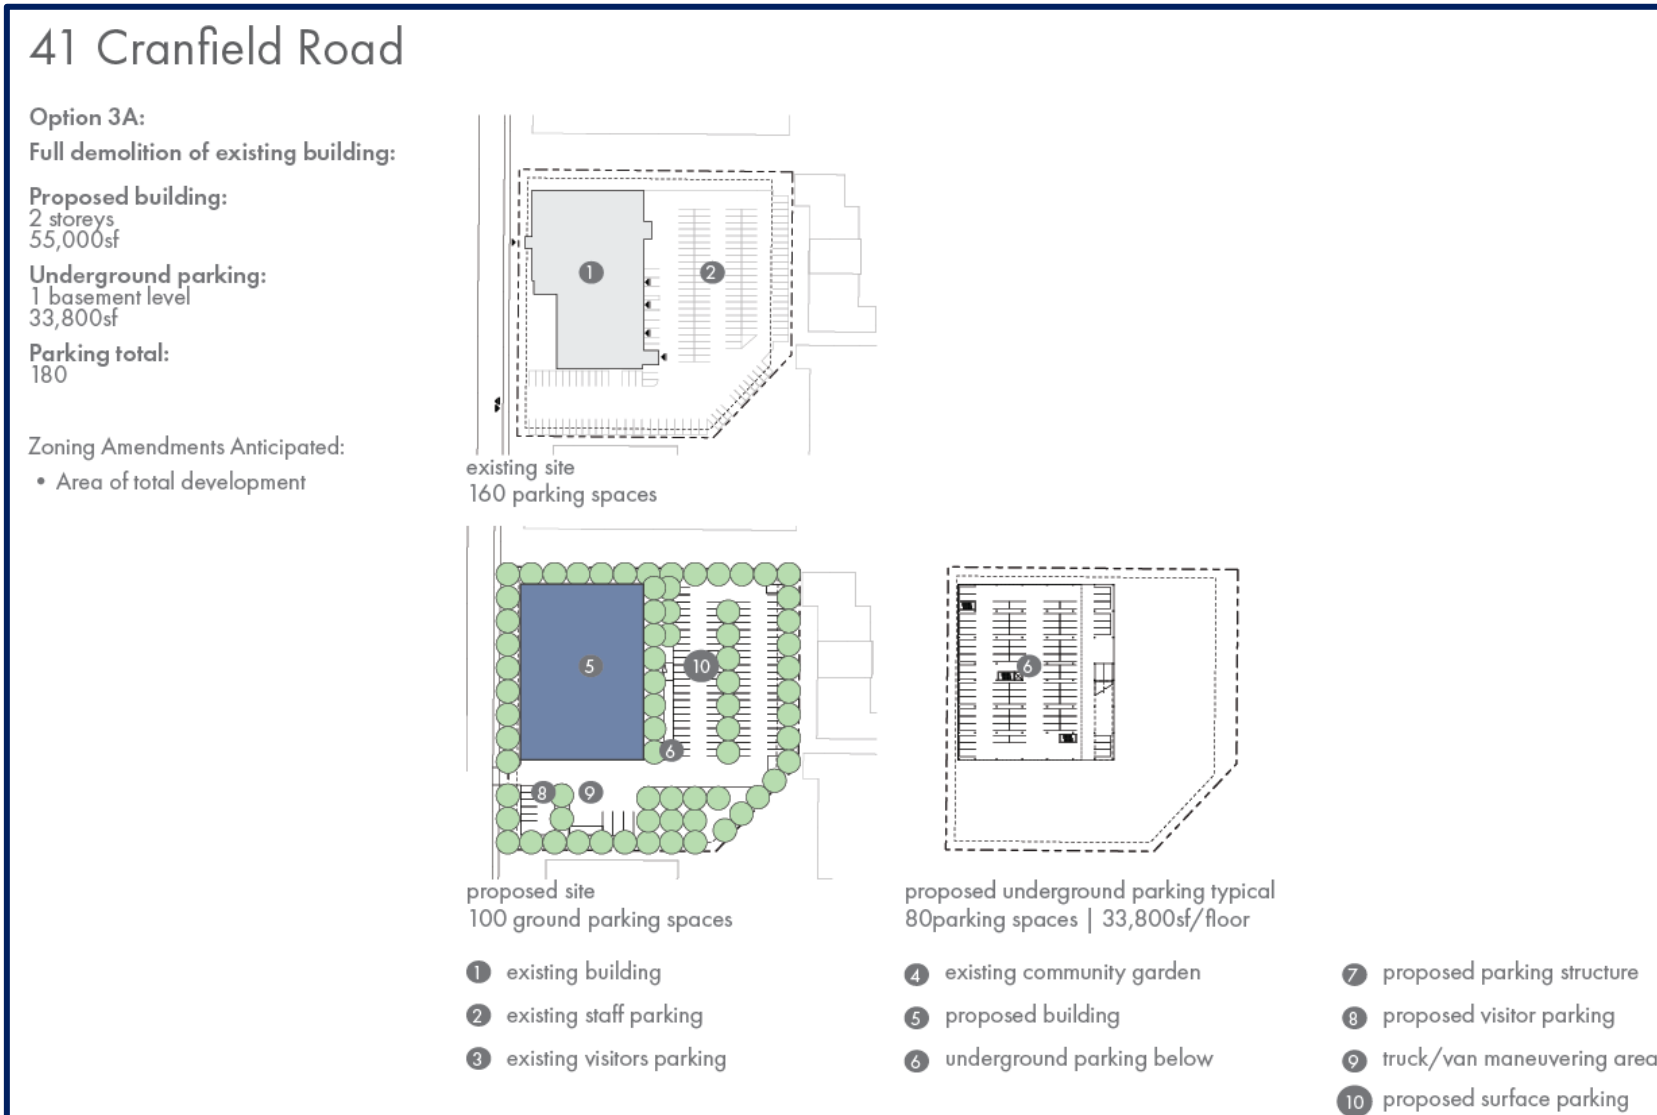 41 Cranfield Road
Option 3A:
Full demolition of existing building:
Proposed building:
2 storeys
55,000sf
Underground parking:
1 basement level
33,800sf
Parking total:
180
Zoning Amendments Anticipated:
• Area of total development
1
2
existing site
160 parking spaces
5
10
6
8
9
proposed site
100 ground parking spaces
6
proposed underground parking typical
80parking spaces | 33,800sf/floor
1 existing building
2 existing staff parking
3 existing visitors parking
4 existing community garden
5 proposed building
6 underground parking below
7 proposed parking structure
8 proposed visitor parking
9 truck/van maneuvering area
10 proposed surface parking